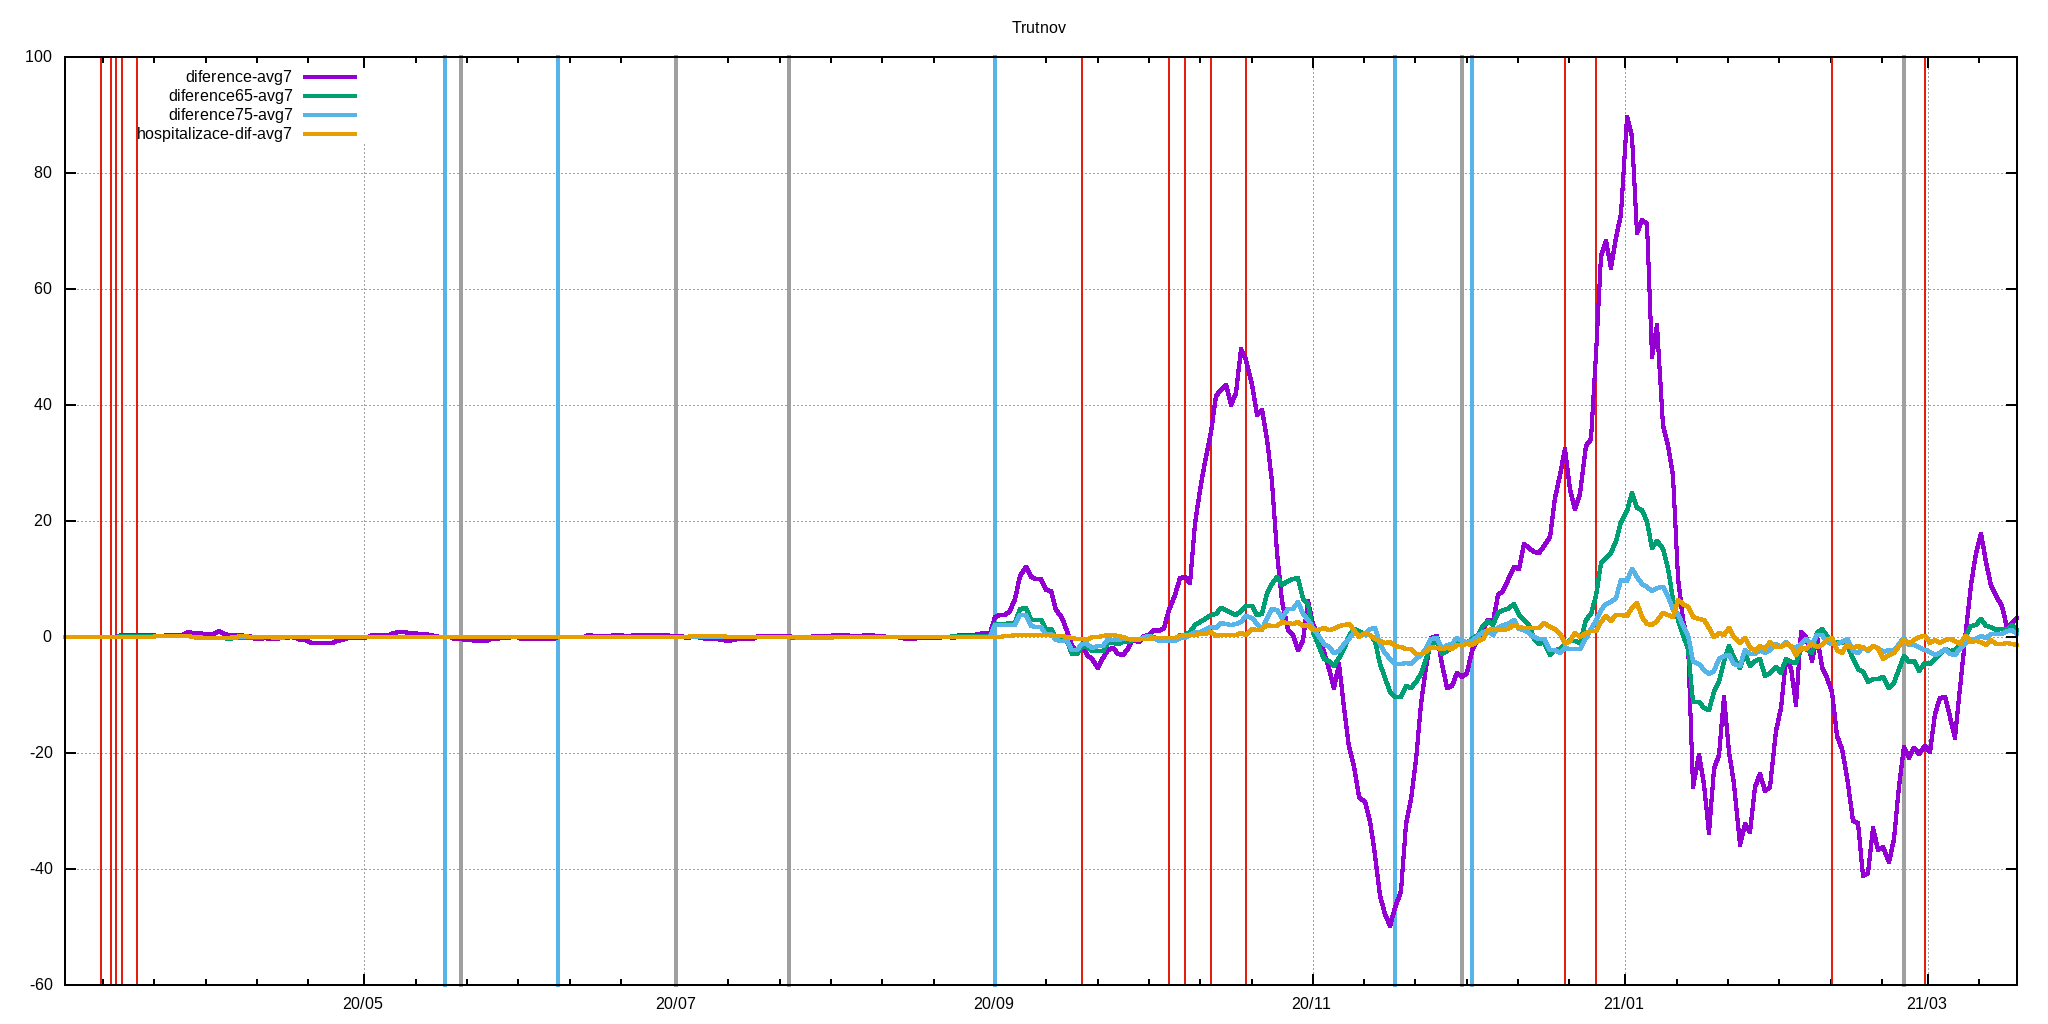 Trutnov
100
80
60
40
20
0
-20
-40
-60
diference-avg7
diference65-avg7
diference75-avg7
hospitalizace-dif-avg7
20/05 20/07 20/09 20/11 21/01 21/03